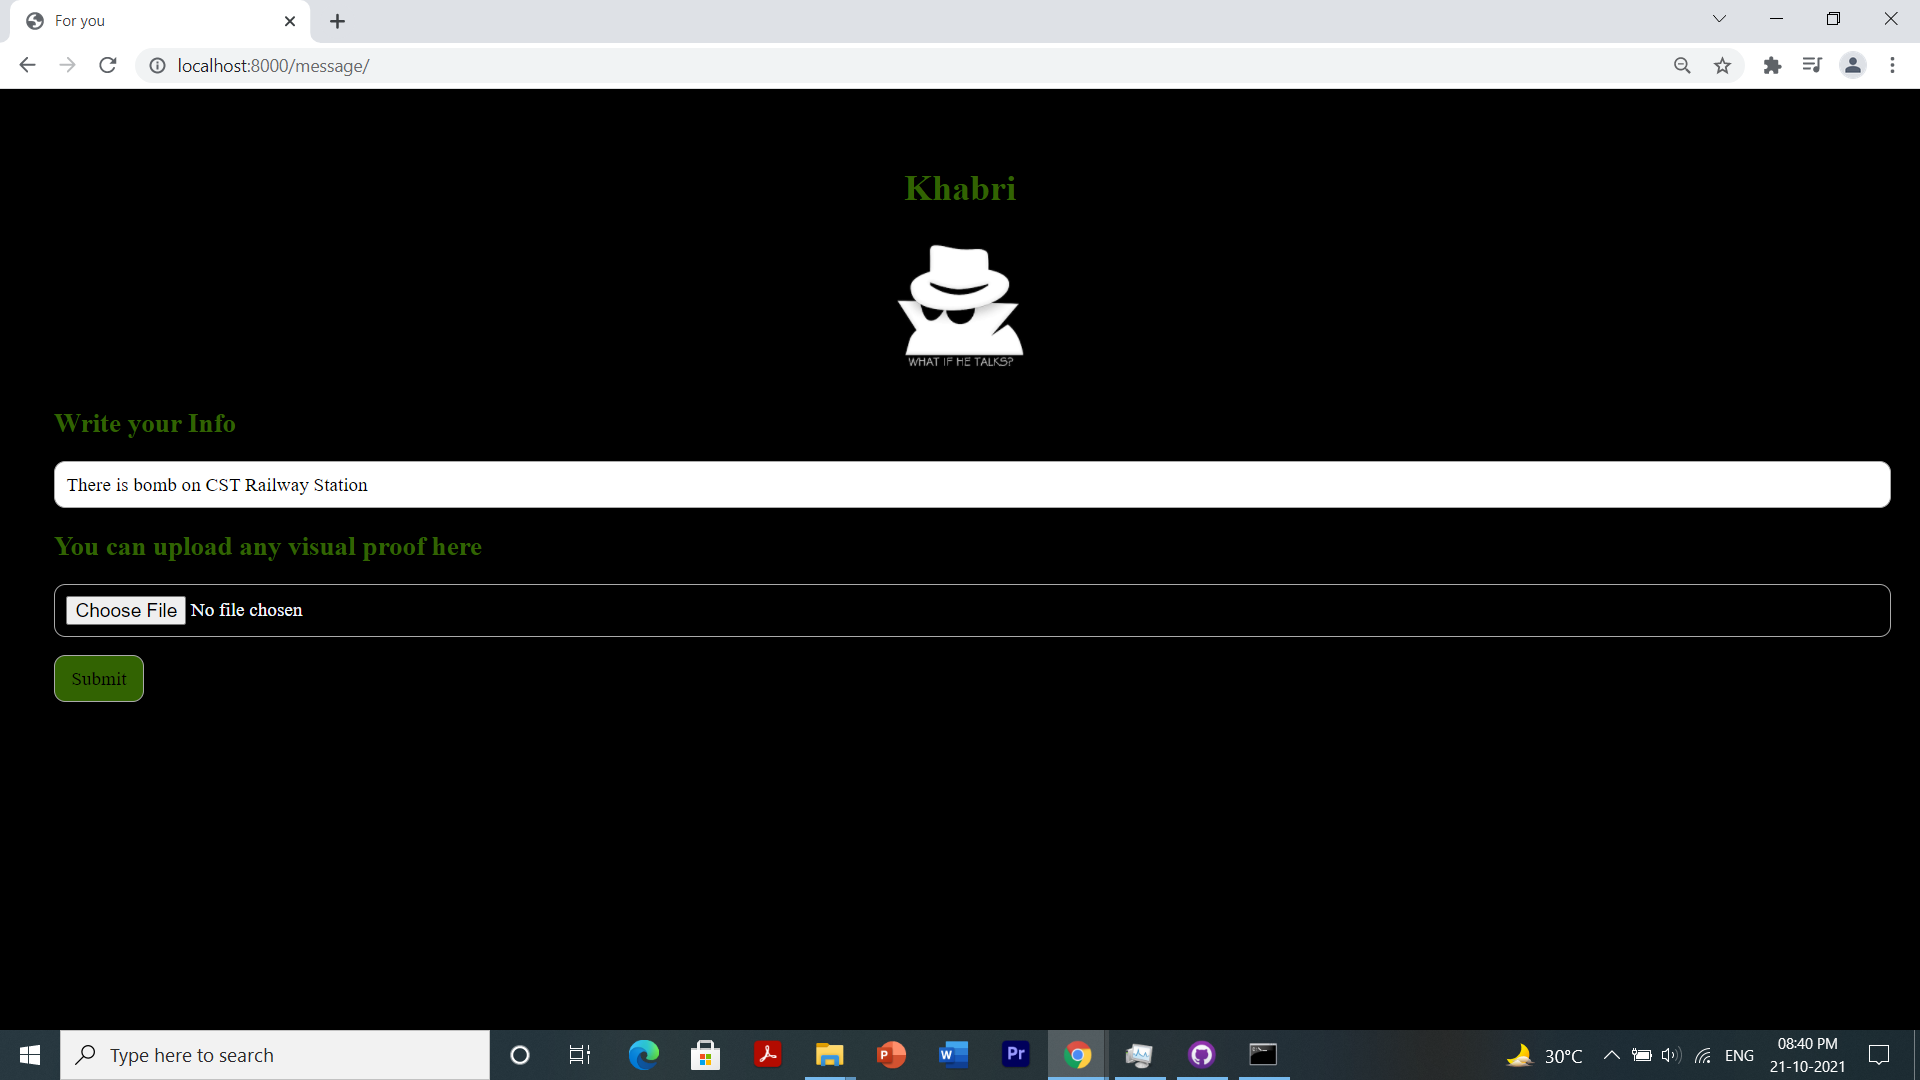 For you
localhost:8000/message/
Khabri
WHAT IF HE TALKS?
Write your Info
There is bomb on CST Railway Station
You can upload any visual proof here
Choose File No file chosen
Submit
Type here to search
P
W
Pr
30°C
ENG
08:40 PM
21-10-2021